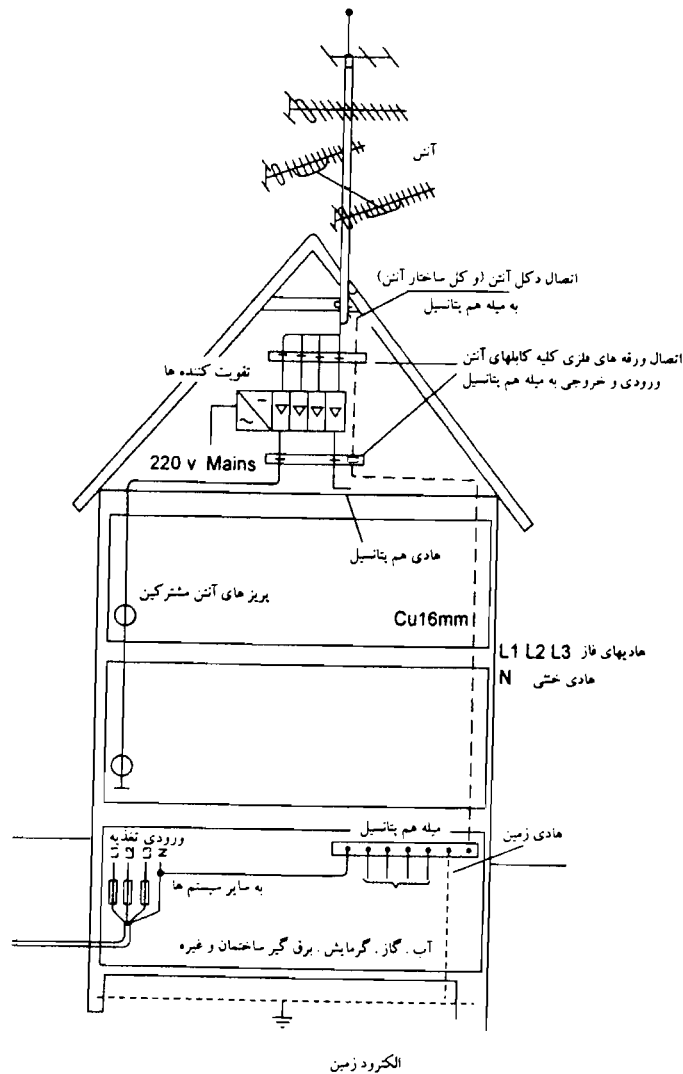 آنتن
اتصال دکل آنتن (و کل ساختار آنتن)
به میله هم پتانسیل
اتصال ورقه های فلزی کلیه کابلهای آنتن
ورودی و خروجی به میله هم پتانسیل
تقویت کننده ها
220 v Mains
هادی هم پتانسیل
پریز های آنتن مشترکین
Cu16mm
هادیهای فاز L1 L2 L3
هادی خنثی N
میله هم پتانسیل
هادی زمین
ورودی تغذیه
L1 L2 L3 N
به سایر سیستم ها
آب . گاز . گرمایش . برق گیر ساختمان و غیره
الکترود زمین